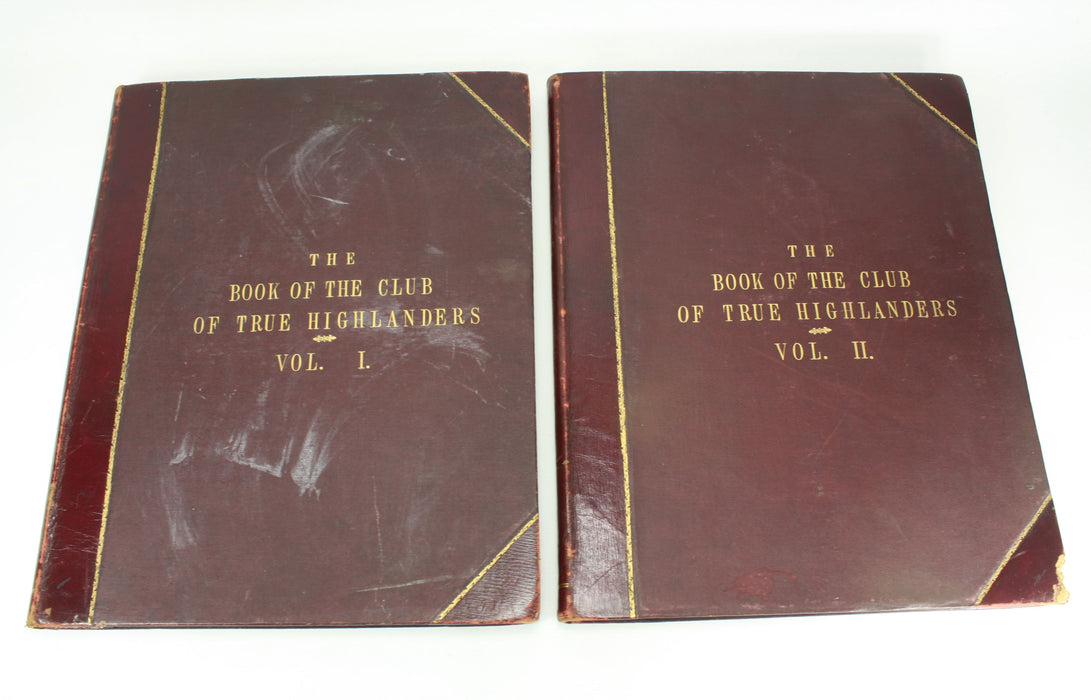 THE
BOOK OF THE CLUB
OF TRUE HIGHLANDERS
VOL. I.
THE
BOOK OF THE CLUB
OF TRUE HIGHLANDERS
VOL. II.